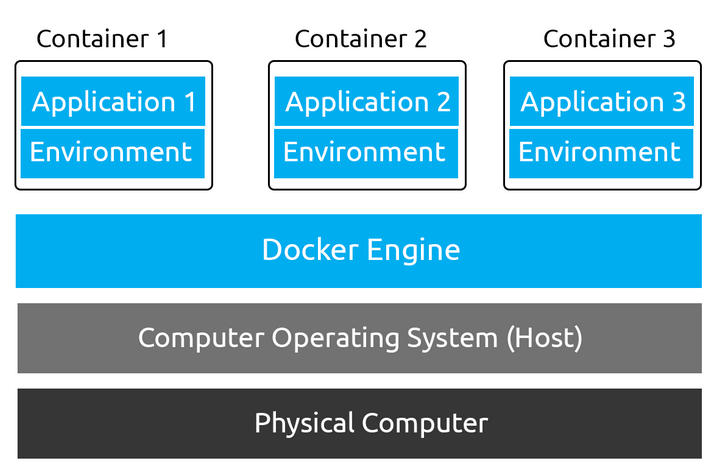 Container 1
Container 2
Container 3
Application 1
Application 2
Application 3
Environment
Environment
Environment
Docker Engine
Computer Operating System (Host)
Physical Computer